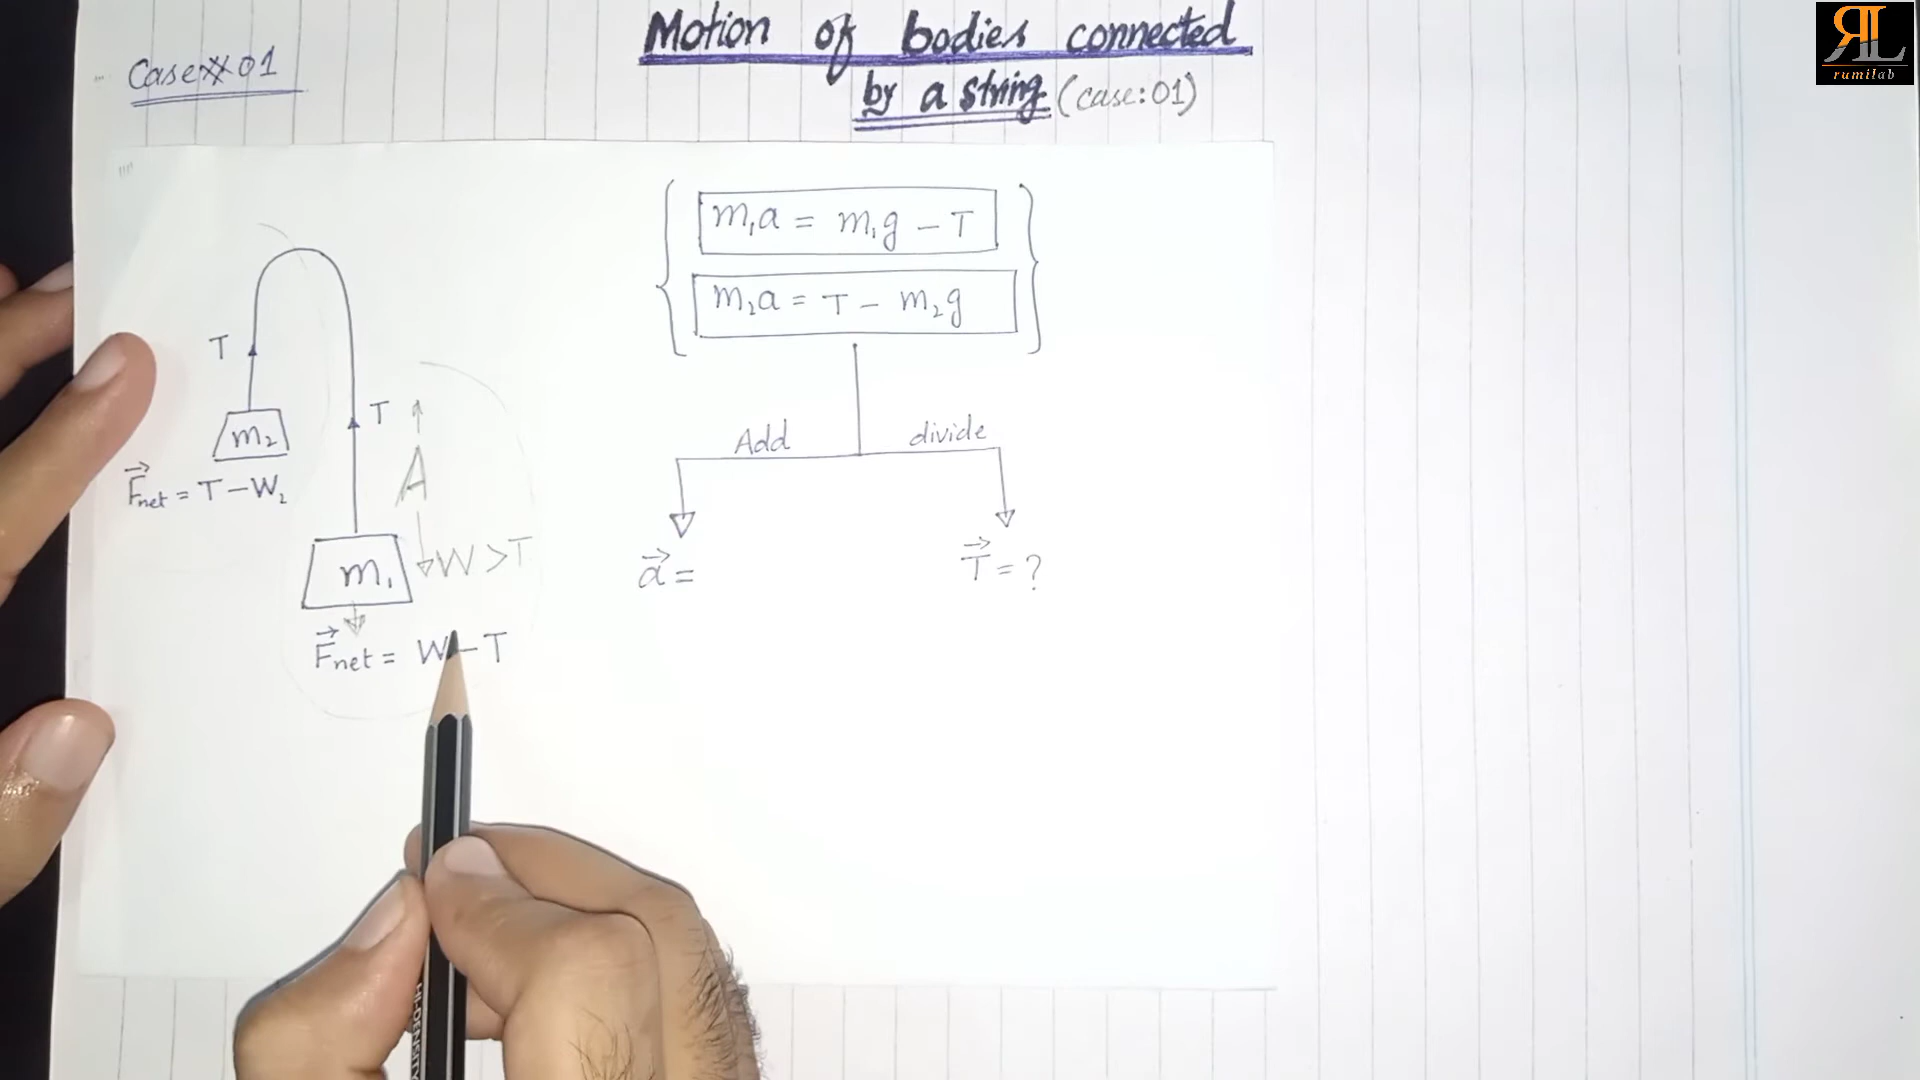 Motion of bodies connected
by a string (case:01)
Case# 01
RL
rumilab
m₁a = m₁g - T
m₂a = T - m₂g
Add
divide
a⃗ =
T⃗ = ?
T
T
m₂
F⃗net = T - W₂
A
m₁
W > T
F⃗net = W - T